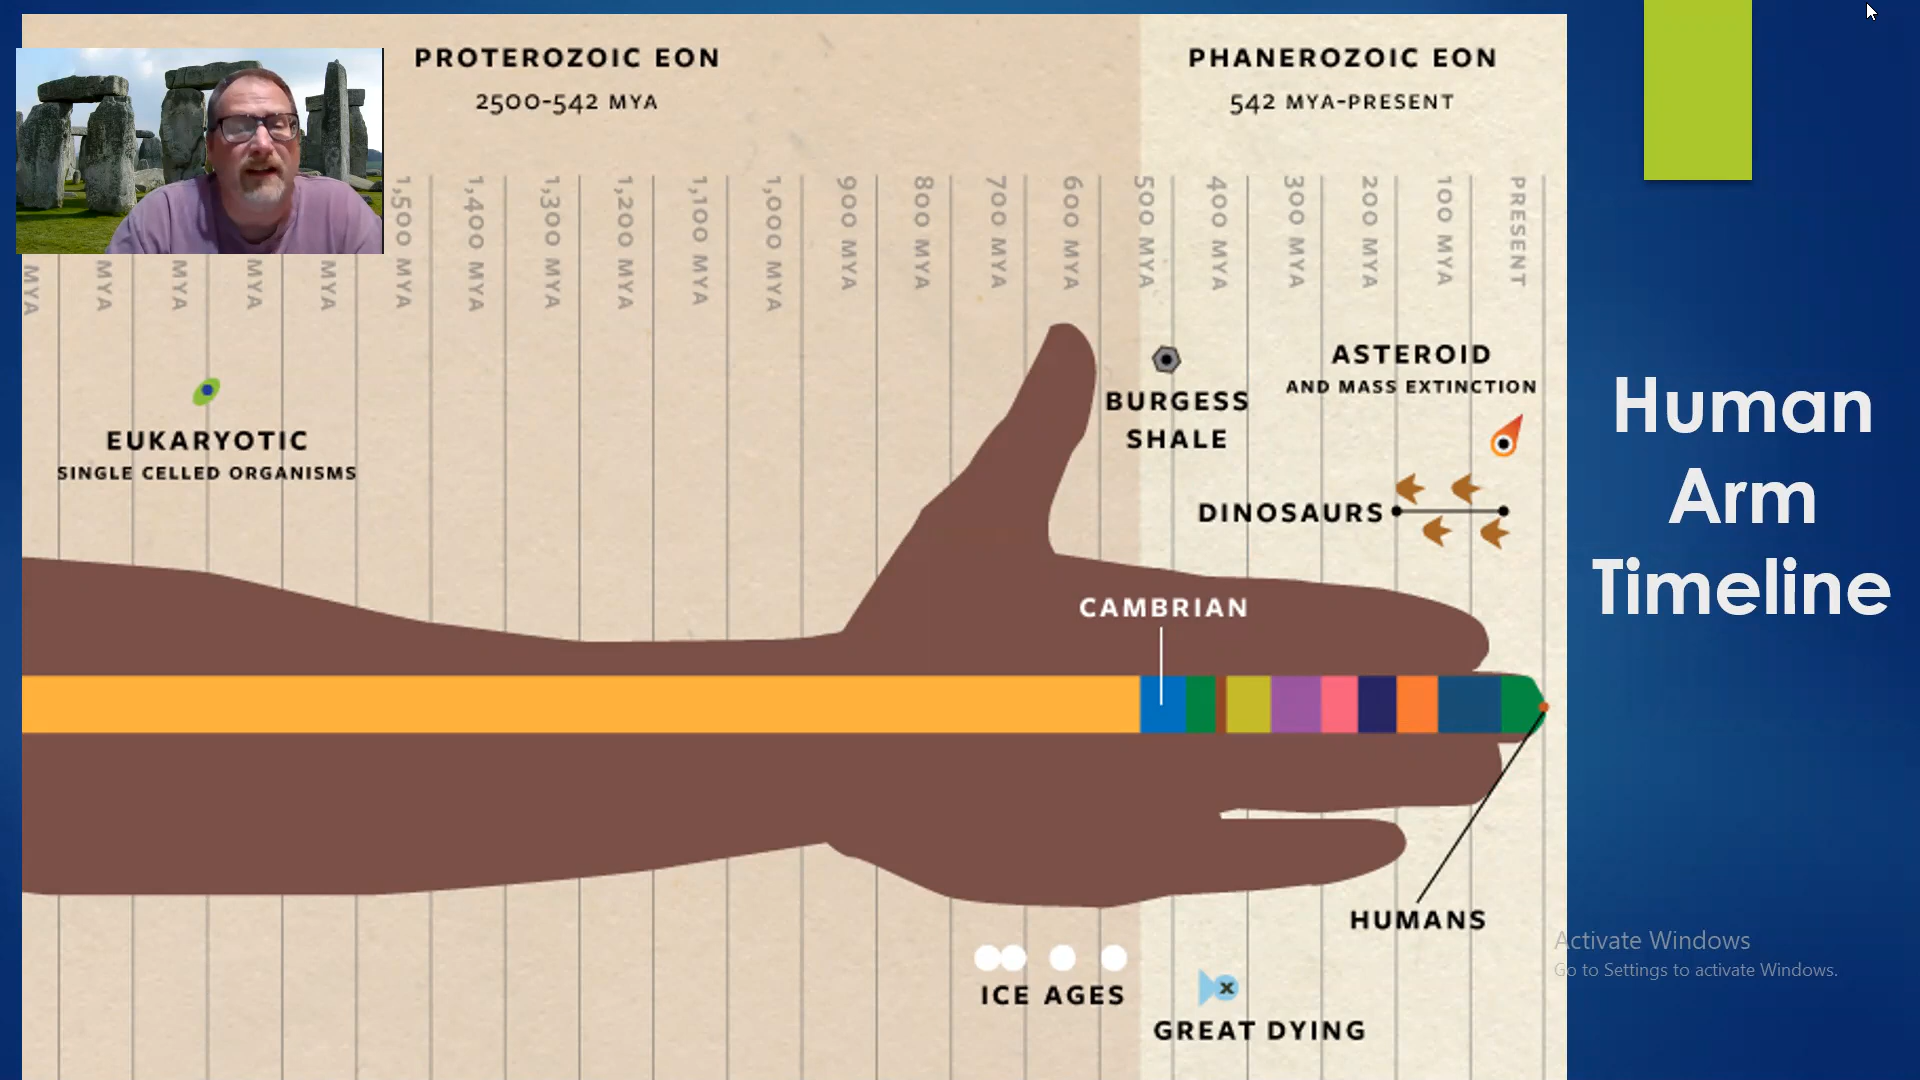 PROTEROZOIC EON
2500-542 MYA
PHANEROZOIC EON
542 MYA-PRESENT
MYA
MYA
MYA
MYA
MYA
1,500 MYA
1,400 MYA
1,300 MYA
1,200 MYA
1,100 MYA
1,000 MYA
900 MYA
800 MYA
700 MYA
600 MYA
500 MYA
400 MYA
300 MYA
200 MYA
100 MYA
PRESENT
EUKARYOTIC
SINGLE CELLED ORGANISMS
BURGESS
SHALE
ASTEROID
AND MASS EXTINCTION
DINOSAURS
CAMBRIAN
HUMANS
ICE AGES
GREAT DYING
Human
Arm
Timeline
Activate Windows
Go to Settings to activate Windows.